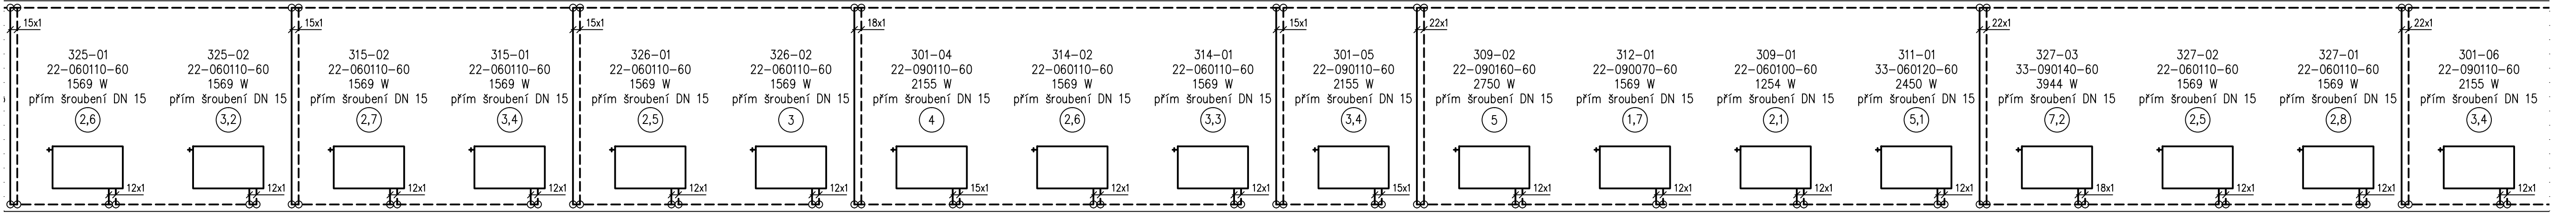 15x1
325-01
22-060110-60
1569 W
přím šroubení DN 15
2,6
12x1
325-02
22-060110-60
1569 W
přím šroubení DN 15
3,2
12x1
15x1
315-02
22-060110-60
1569 W
přím šroubení DN 15
2,7
12x1
315-01
22-060110-60
1569 W
přím šroubení DN 15
3,4
12x1
15x1
326-01
22-060110-60
1569 W
přím šroubení DN 15
2,5
12x1
326-02
22-060110-60
1569 W
přím šroubení DN 15
3
12x1
18x1
301-04
22-090110-60
2155 W
přím šroubení DN 15
4
15x1
314-02
22-060110-60
1569 W
přím šroubení DN 15
2,6
12x1
314-01
22-060110-60
1569 W
přím šroubení DN 15
3,3
12x1
15x1
301-05
22-090110-60
2155 W
přím šroubení DN 15
3,4
15x1
22x1
309-02
22-090160-60
2750 W
přím šroubení DN 15
5
12x1
312-01
22-090070-60
1569 W
přím šroubení DN 15
1,7
12x1
309-01
22-060100-60
1254 W
přím šroubení DN 15
2,1
12x1
311-01
33-060120-60
2450 W
přím šroubení DN 15
5,1
12x1
22x1
327-03
33-090140-60
3944 W
přím šroubení DN 15
7,2
18x1
327-02
22-060110-60
1569 W
přím šroubení DN 15
2,5
12x1
327-01
22-060110-60
1569 W
přím šroubení DN 15
2,8
12x1
22x1
301-06
22-090110-60
2155 W
přím šroubení DN 15
3,4
12x1